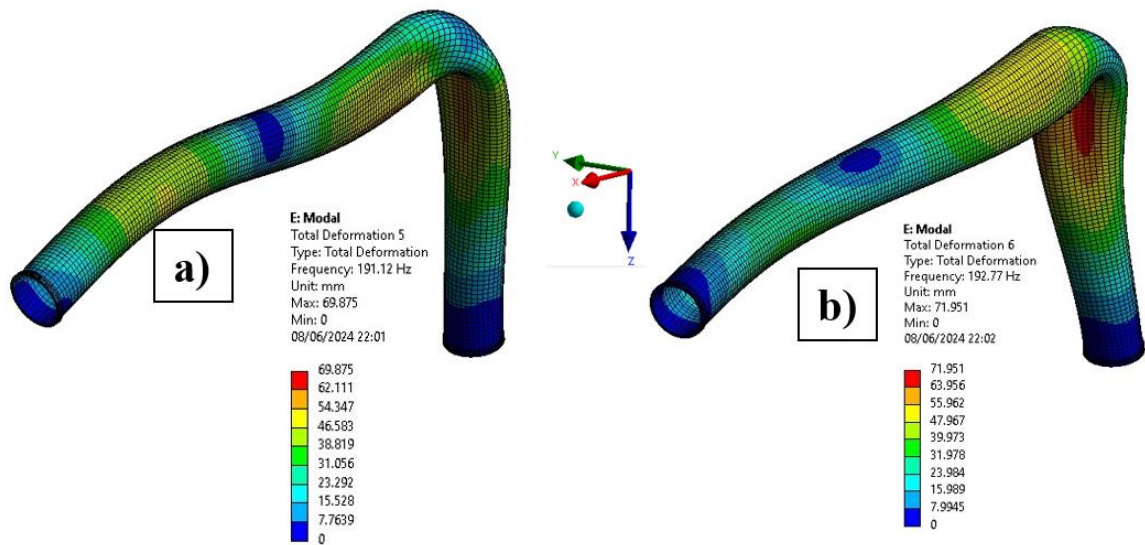 a)
E: Modal
Total Deformation 5
Type: Total Deformation
Frequency: 191.12 Hz
Unit: mm
Max: 69.875
Min: 0
08/06/2024 22:01
69.875
62.111
54.347
46.583
38.819
31.056
23.292
15.528
7.7639
0
Y
X
Z
b)
E: Modal
Total Deformation 6
Type: Total Deformation
Frequency: 192.77 Hz
Unit: mm
Max: 71.951
Min: 0
08/06/2024 22:02
71.951
63.956
55.962
47.967
39.973
31.978
23.984
15.989
7.9945
0